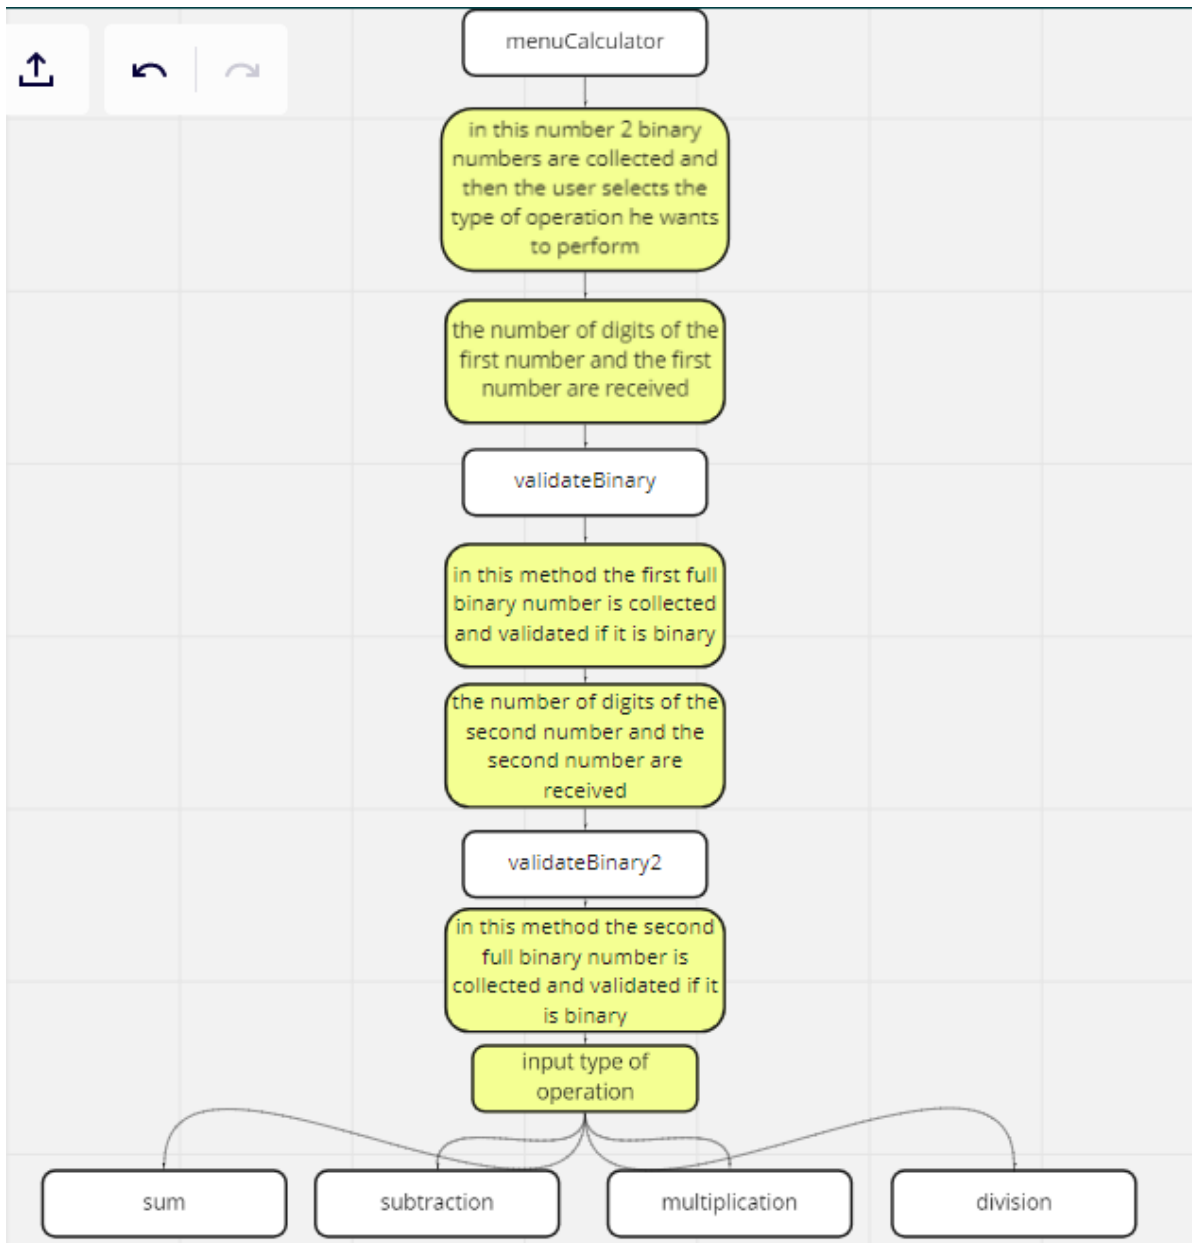 menuCalculator
in this number 2 binary
numbers are collected and
then the user selects the
type of operation he wants
to perform
the number of digits of the
first number and the first
number are received
validateBinary
in this method the first full
binary number is collected
and validated if it is binary
the number of digits of the
second number and the
second number are
received
validateBinary2
in this method the second
full binary number is
collected and validated if it
is binary
input type of
operation
sum
subtraction
multiplication
division